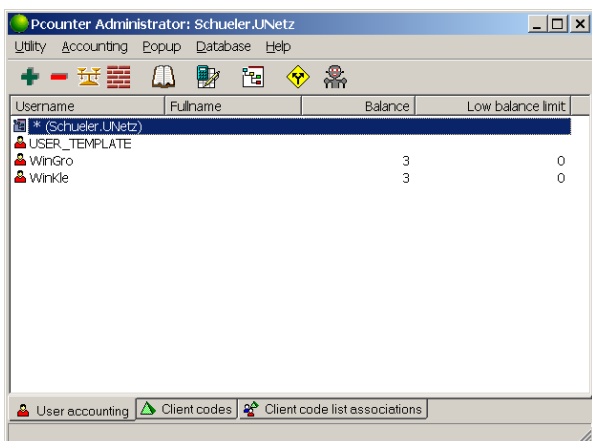 Pcounter Administrator: Schueler.UNetz
Utility Accounting Popup Database Help
Username Fullname Balance Low balance limit
* (Schueler.UNetz)
USER_TEMPLATE
WinGro 3 0
WinKle 3 0
User accounting Client codes Client code list associations